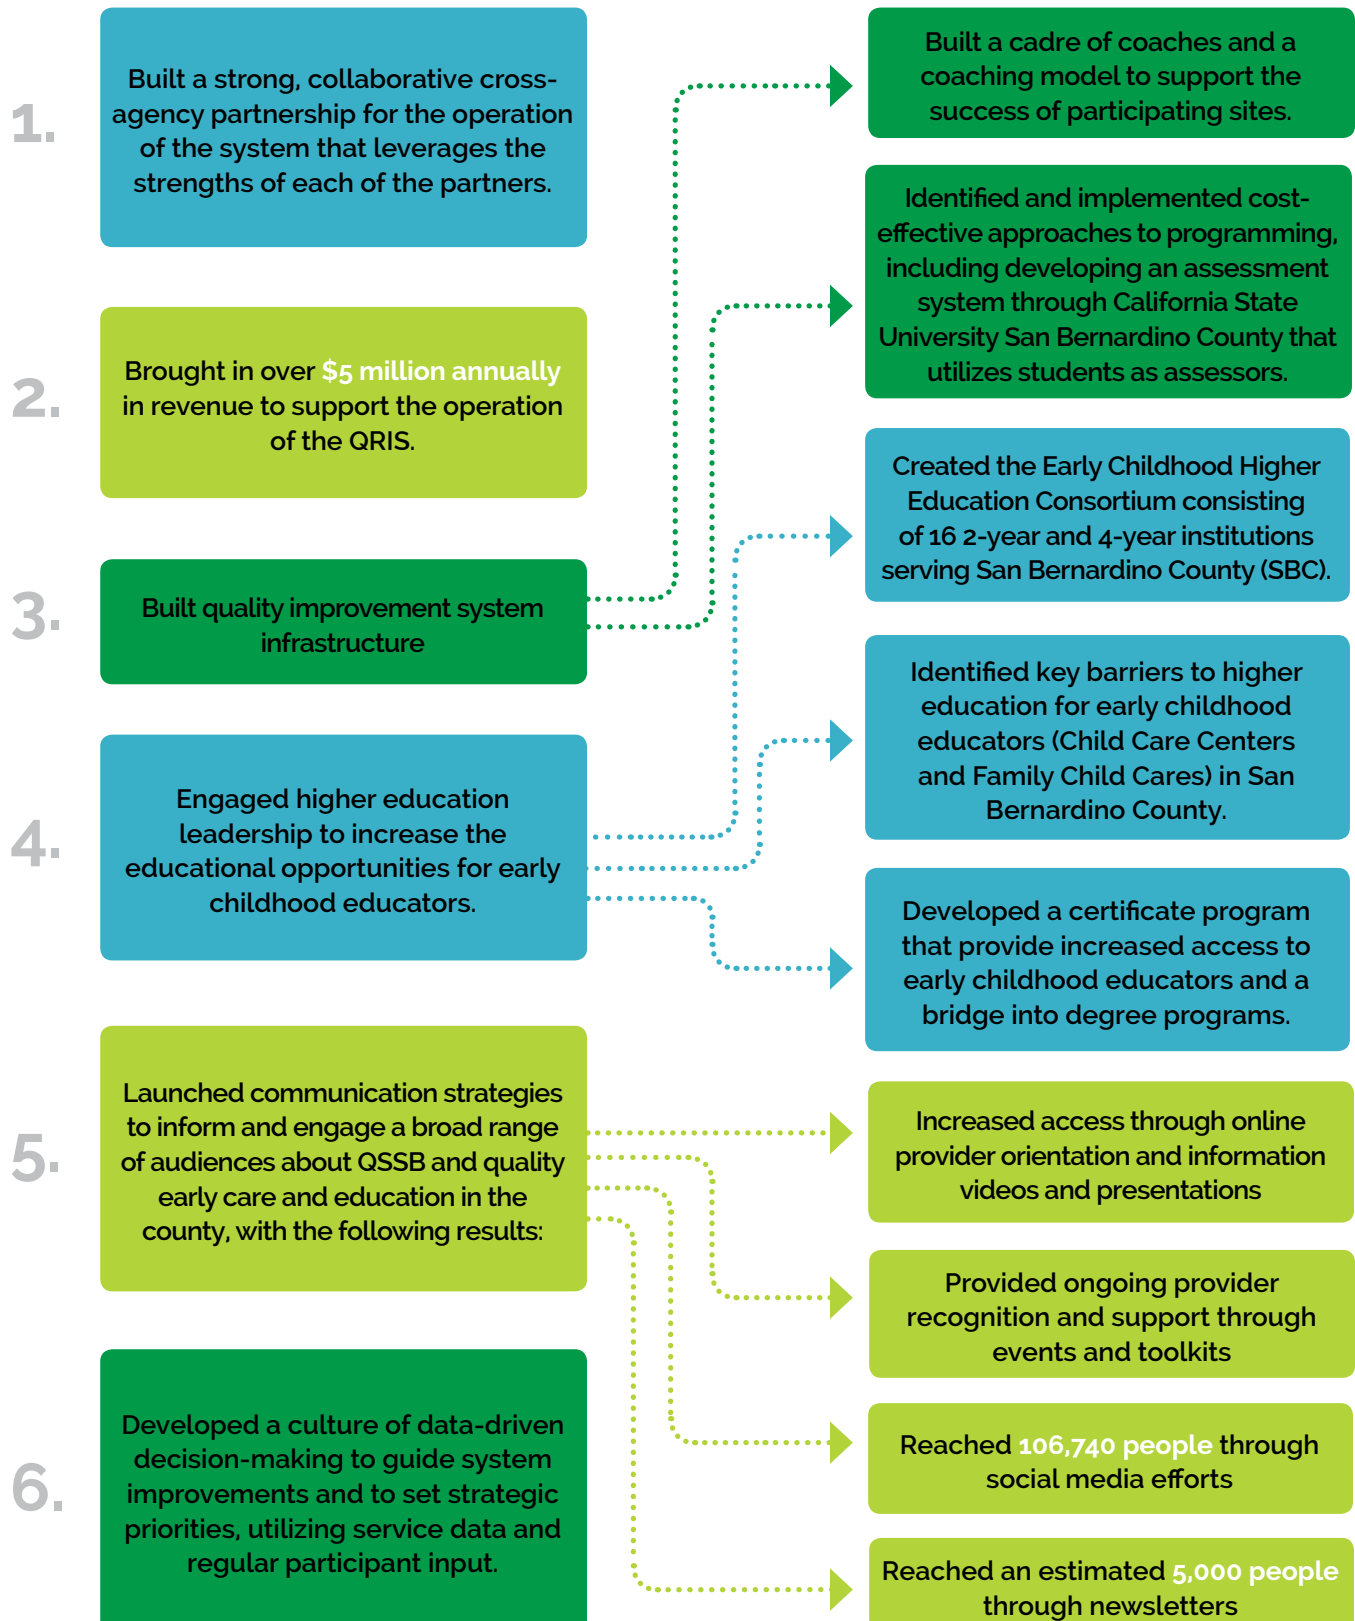 1.
Built a strong, collaborative cross-
agency partnership for the operation
of the system that leverages the
strengths of each of the partners.
2.
Brought in over $5 million annually
in revenue to support the operation
of the QRIS.
3.
Built quality improvement system
infrastructure
Built a cadre of coaches and a
coaching model to support the
success of participating sites.
Identified and implemented cost-
effective approaches to programming,
including developing an assessment
system through California State
University San Bernardino County that
utilizes students as assessors.
4.
Engaged higher education
leadership to increase the
educational opportunities for early
childhood educators.
Created the Early Childhood Higher
Education Consortium consisting
of 16 2-year and 4-year institutions
serving San Bernardino County (SBC).
Identified key barriers to higher
education for early childhood
educators (Child Care Centers
and Family Child Cares) in San
Bernardino County.
Developed a certificate program
that provide increased access to
early childhood educators and a
bridge into degree programs.
5.
Launched communication strategies
to inform and engage a broad range
of audiences about QSSB and quality
early care and education in the
county, with the following results:
Increased access through online
provider orientation and information
videos and presentations
Provided ongoing provider
recognition and support through
events and toolkits
Reached 106,740 people through
social media efforts
Reached an estimated 5,000 people
through newsletters
6.
Developed a culture of data-driven
decision-making to guide system
improvements and to set strategic
priorities, utilizing service data and
regular participant input.